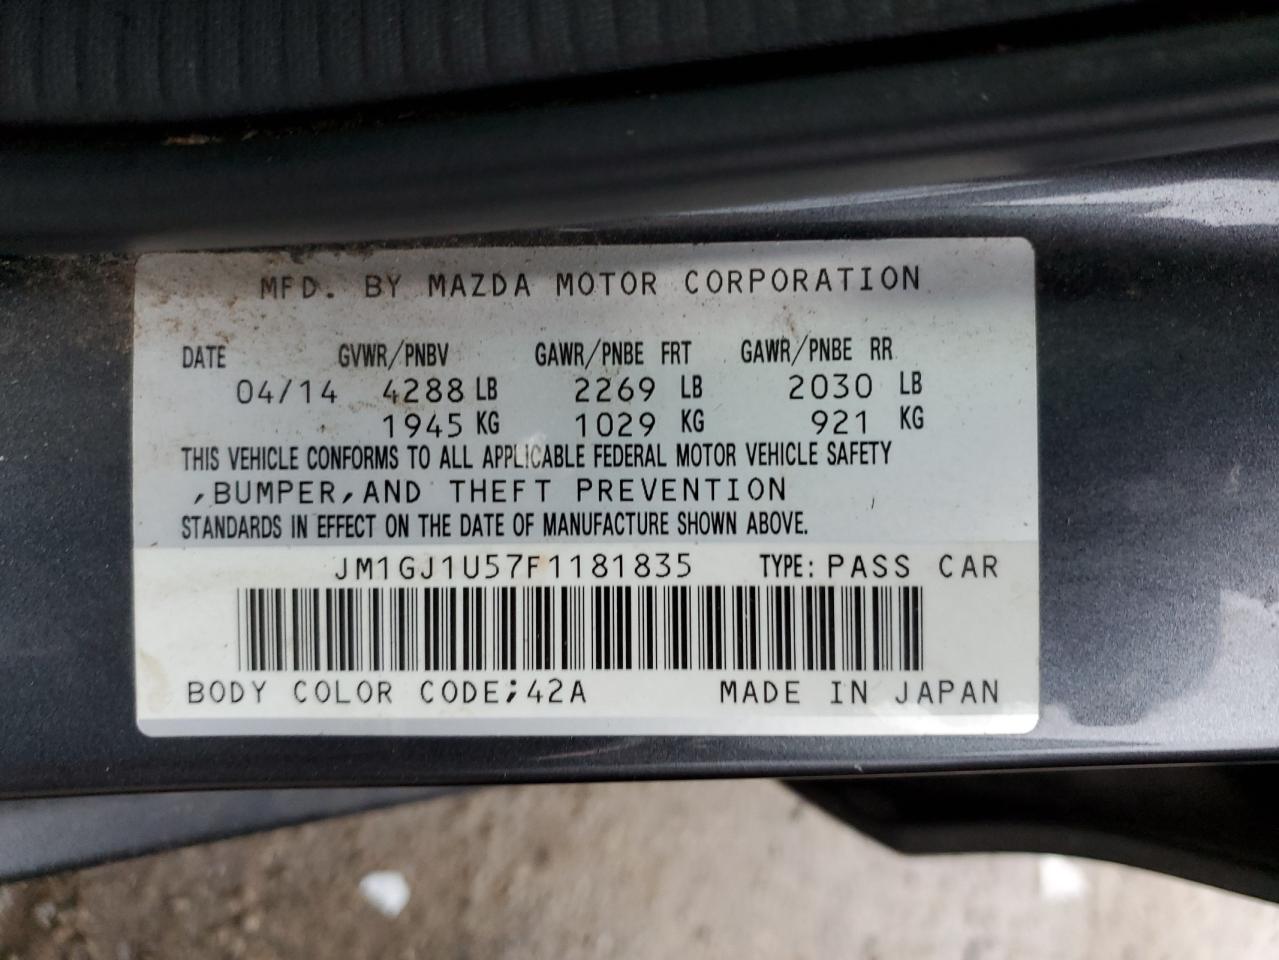 MFD. BY MAZDA MOTOR CORPORATION
DATE GVWR/PNBV GAWR/PNBE FRT GAWR/PNBE RR
04/14 4288 LB 2269 LB 2030 LB
1945 KG 1029 KG 921 KG
THIS VEHICLE CONFORMS TO ALL APPLICABLE FEDERAL MOTOR VEHICLE SAFETY
,BUMPER,AND THEFT PREVENTION
STANDARDS IN EFFECT ON THE DATE OF MANUFACTURE SHOWN ABOVE.
JM1GJ1U57F1181835 TYPE: PASS CAR
BODY COLOR CODE;42A MADE IN JAPAN